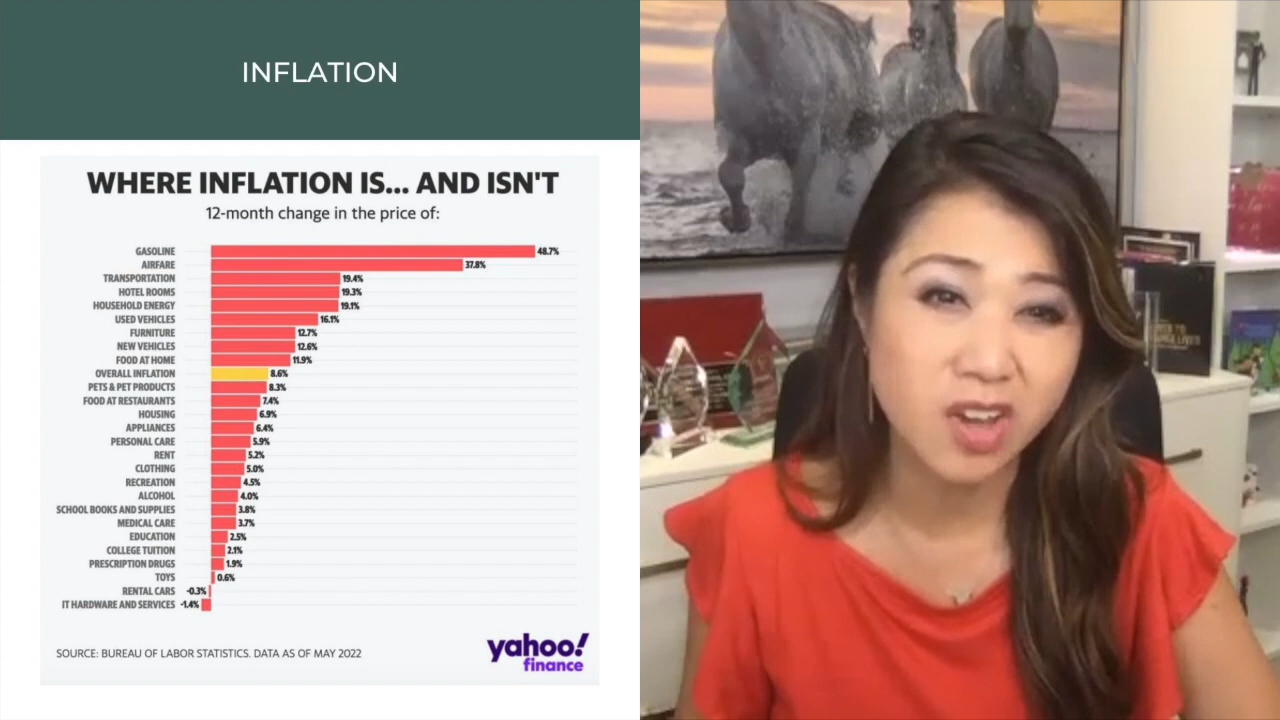 INFLATION
WHERE INFLATION IS... AND ISN'T
12-month change in the price of:
GASOLINE 48.7%
AIRFARE 37.8%
TRANSPORTATION 19.4%
HOTEL ROOMS 19.3%
HOUSEHOLD ENERGY 19.1%
USED VEHICLES 16.1%
FURNITURE 12.7%
NEW VEHICLES 12.6%
FOOD AT HOME 11.9%
OVERALL INFLATION 8.6%
PETS & PET PRODUCTS 8.3%
FOOD AT RESTAURANTS 7.4%
HOUSING 6.9%
APPLIANCES 6.4%
PERSONAL CARE 5.9%
RENT 5.2%
CLOTHING 5.0%
RECREATION 4.5%
ALCOHOL 4.0%
SCHOOL BOOKS AND SUPPLIES 3.8%
MEDICAL CARE 3.7%
EDUCATION 2.5%
COLLEGE TUITION 2.1%
PRESCRIPTION DRUGS 1.9%
TOYS 0.6%
RENTAL CARS -0.3%
IT HARDWARE AND SERVICES -1.4%
SOURCE: BUREAU OF LABOR STATISTICS. DATA AS OF MAY 2022
yahoo!
finance